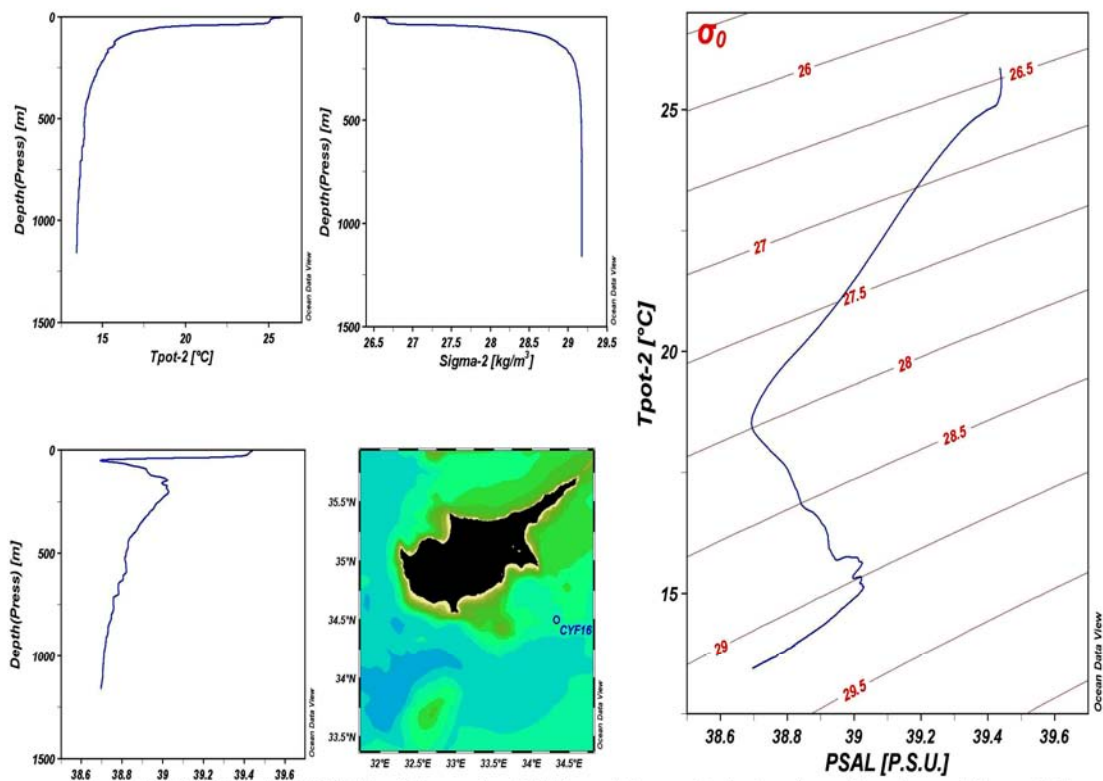 0
500
1000
1500
Depth(Press) [m]
15
20
25
Tpot-2 [°C]
Ocean Data View
0
500
1000
1500
Depth(Press) [m]
26.5
27
27.5
28
28.5
29
29.5
Sigma-2 [kg/m³]
Ocean Data View
0
500
1000
1500
Depth(Press) [m]
38.6
38.9
39
39.2
39.4
39.6
Ocean Data View
35.5°N
35°N
34.5°N
34°N
33.5°N
32°E
32.5°E
33°E
33.5°E
34°E
34.5°E
CYF16
Ocean Data View
σ0
25
20
15
Tpot-2 [°C]
26
26.5
27
27.5
28
28.5
29
29.5
38.6
38.8
39
39.2
39.4
39.6
PSAL [P.S.U.]
Ocean Data View